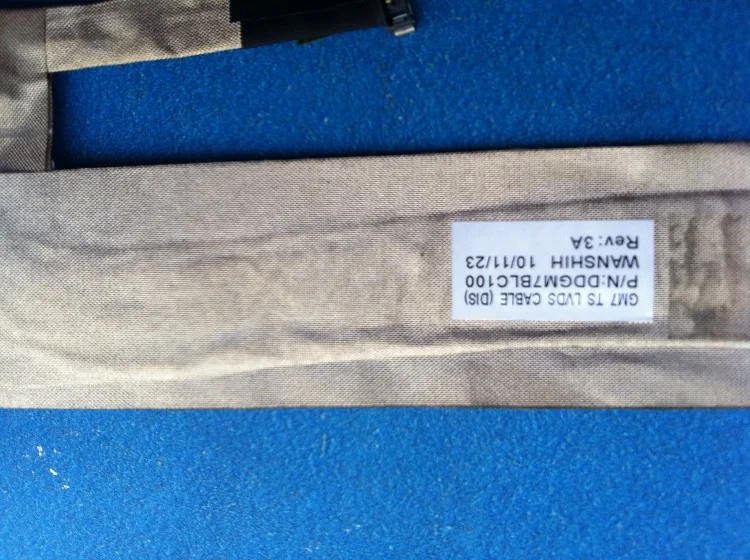 GM7 TS LVDS CABLE (DIS)
P/N:DDGM7BLC100
WANSHIH 10/11/23
Rev:3A